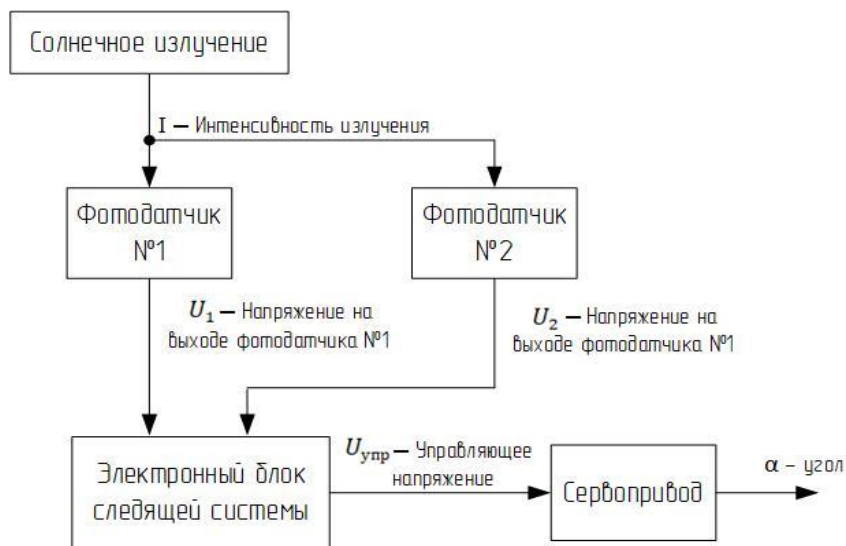 Солнечное излучение
I — Интенсивность излучения
Фотодатчик
№1
Фотодатчик
№2
U₁ — Напряжение на
выходе фотодатчика №1
U₂ — Напряжение на
выходе фотодатчика №1
Электронный блок
следящей системы
Uупр — Управляющее
напряжение
Сервопривод
α - угол